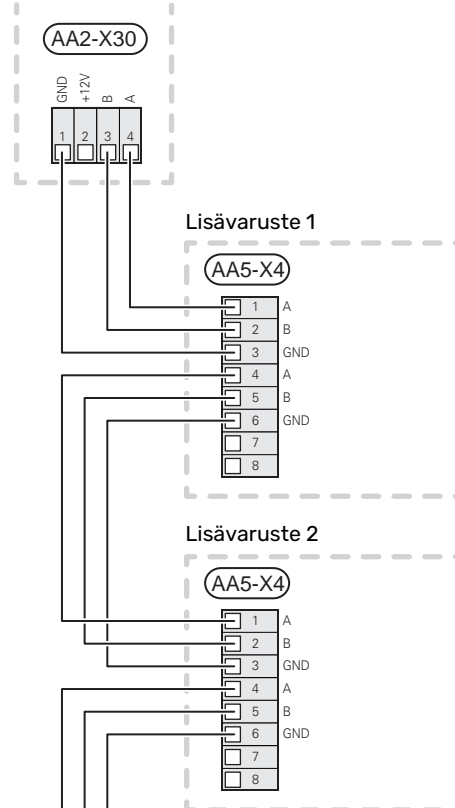 AA2-X30
GND +12V B A
1 2 3 4
Lisävaruste 1
AA5-X4
1 A
2 B
3 GND
4 A
5 B
6 GND
7
8
Lisävaruste 2
AA5-X4
1 A
2 B
3 GND
4 A
5 B
6 GND
7
8